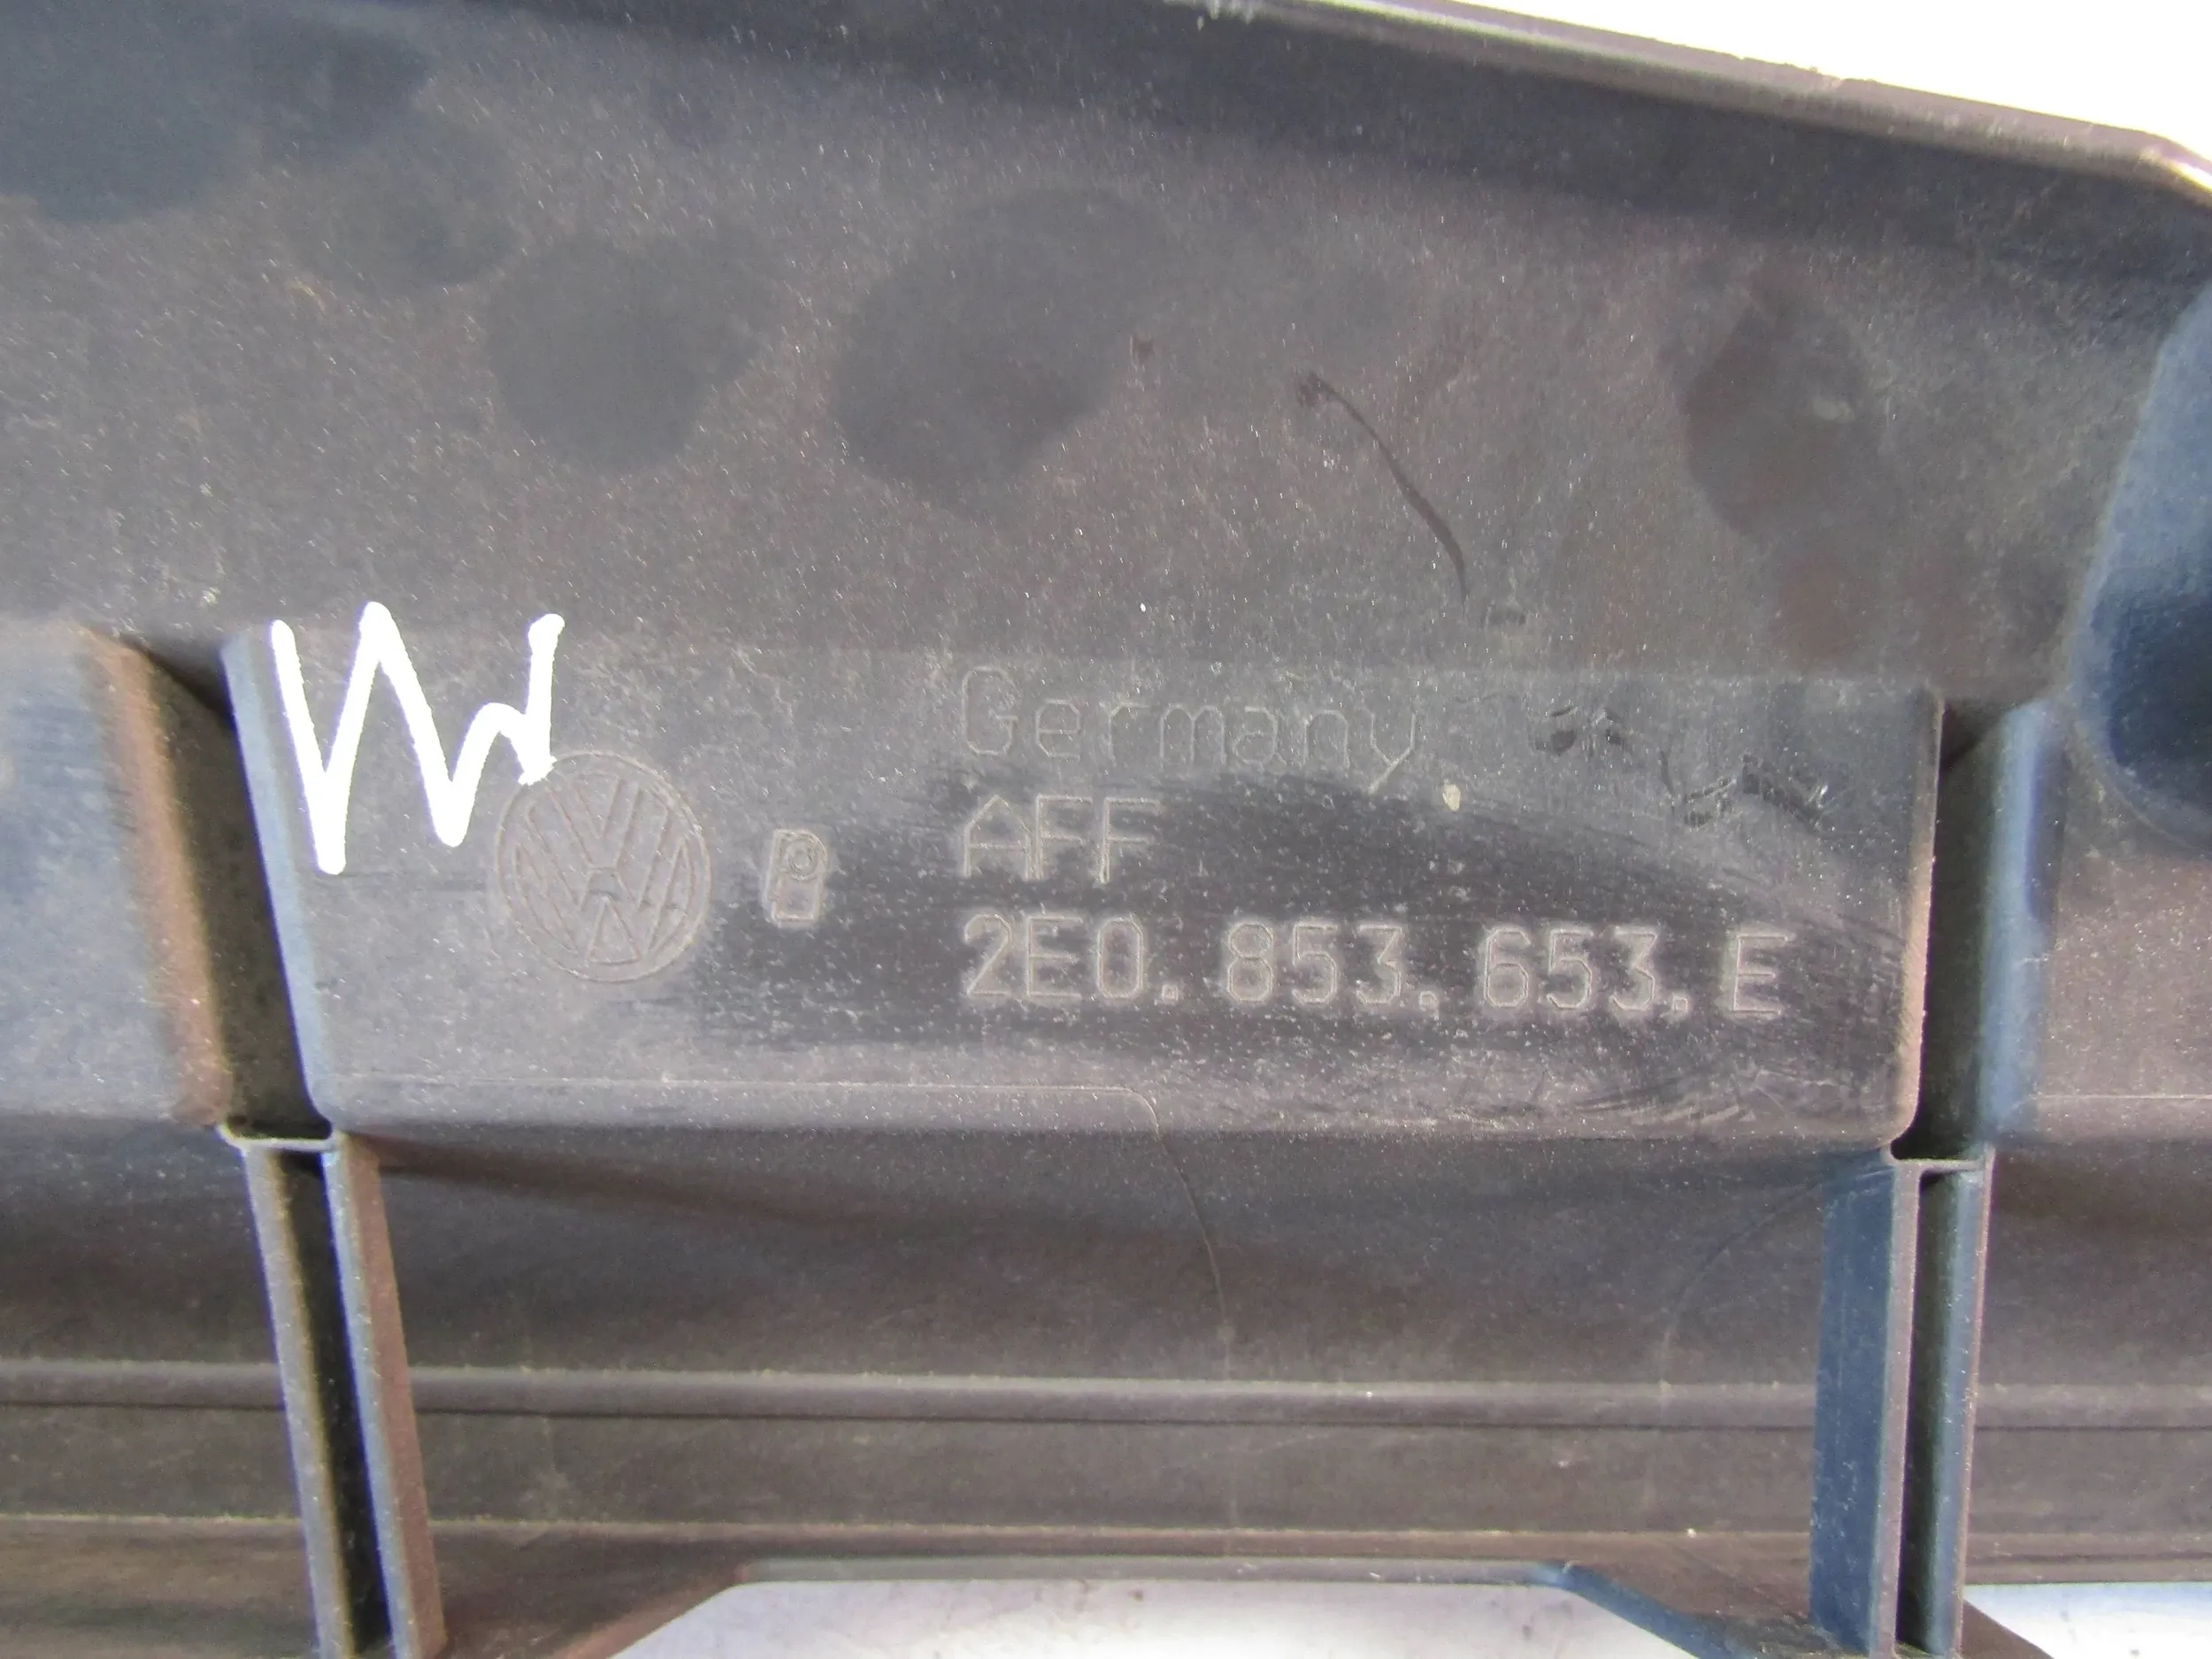 W
Germany
AFF
2E0.853.653.E